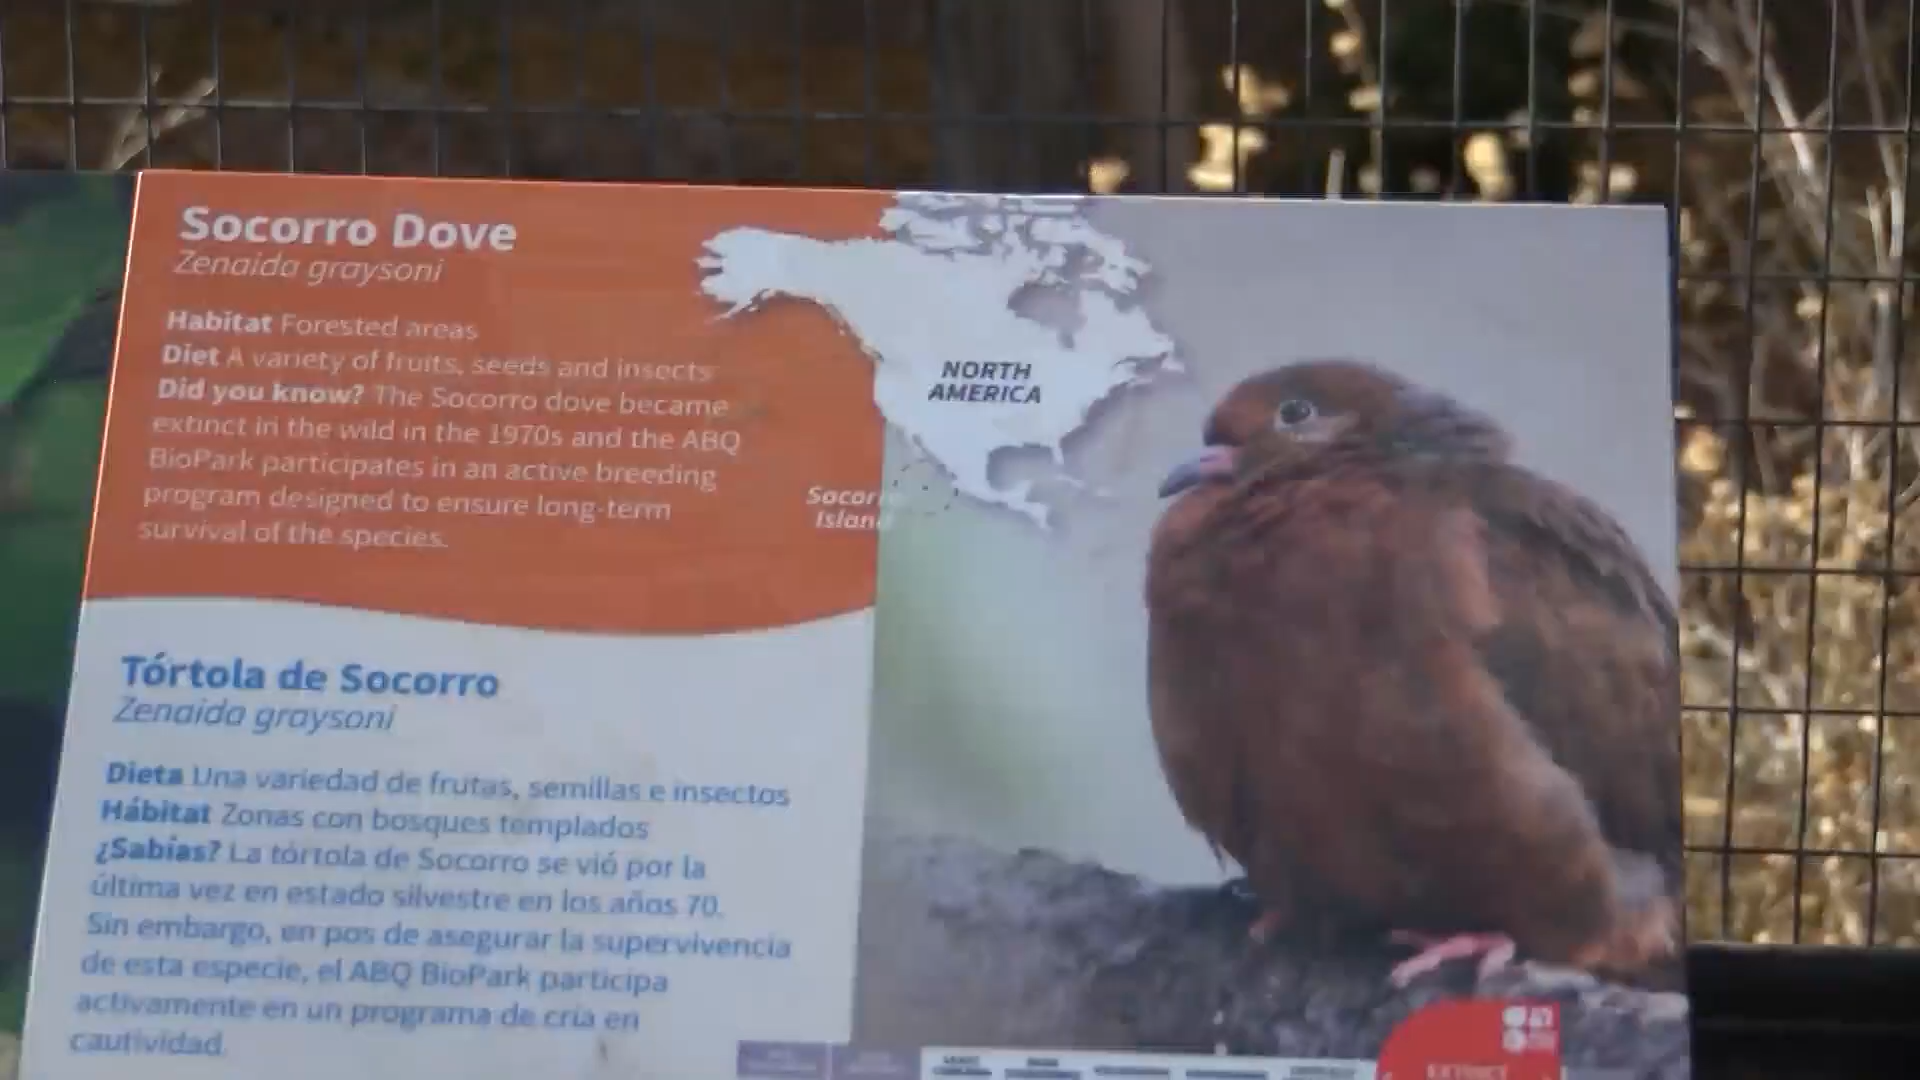 Socorro Dove
Zenaida graysoni
Habitat Forested areas
Diet A variety of fruits, seeds and insects
Did you know? The Socorro dove became
extinct in the wild in the 1970s and the ABQ
BioPark participates in an active breeding
program designed to ensure long-term
survival of the species.
NORTH
AMERICA
Socorro
Island
Tórtola de Socorro
Zenaida graysoni
Dieta Una variedad de frutas, semillas e insectos
Hábitat Zonas con bosques templados
¿Sabías? La tórtola de Socorro se vió por la
última vez en estado silvestre en los años 70.
Sin embargo, en pos de asegurar la supervivencia
de esta especie, el ABQ BioPark participa
activamente en un programa de cría en
cautividad.
EXTINCT